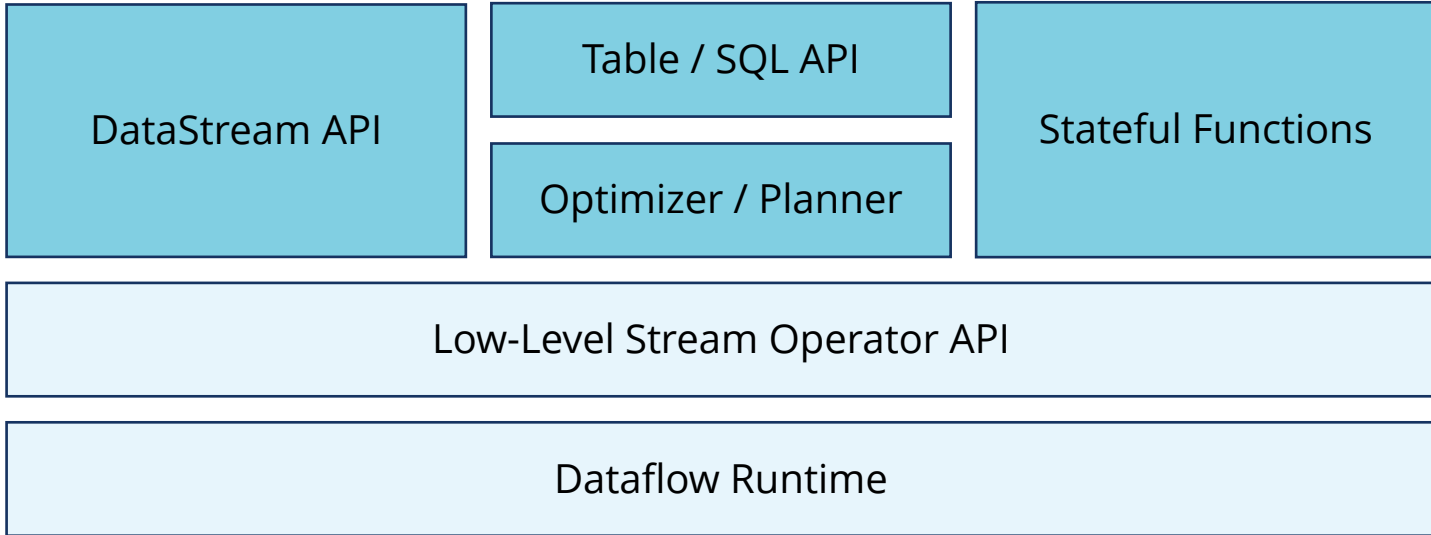 DataStream API
Table / SQL API
Optimizer / Planner
Stateful Functions
Low-Level Stream Operator API
Dataflow Runtime